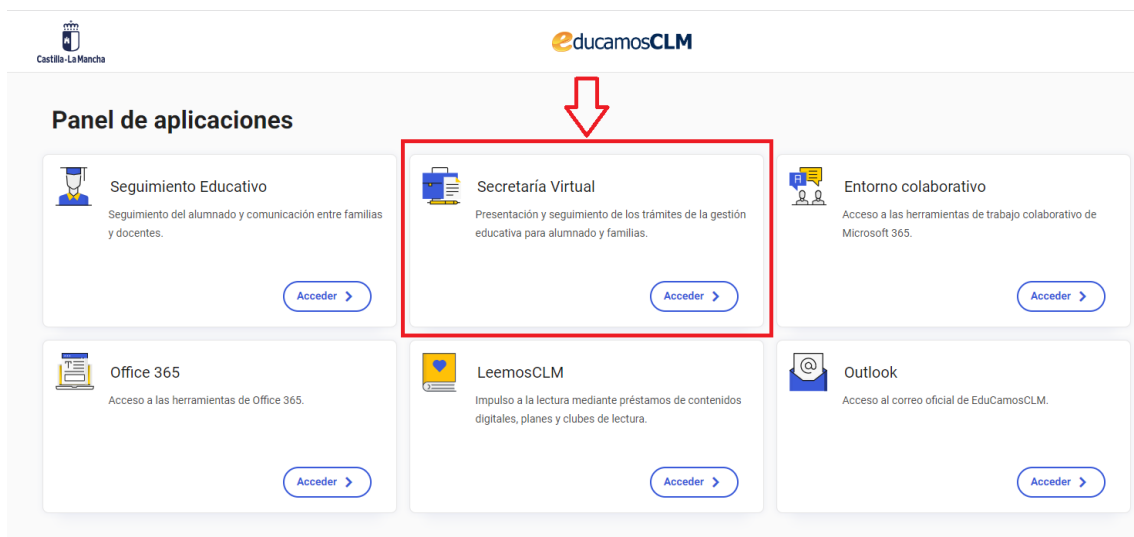 Castilla-La Mancha
educamosCLM
Panel de aplicaciones
Seguimiento Educativo
Seguimiento del alumnado y comunicación entre familias
y docentes.
Acceder
Secretaría Virtual
Presentación y seguimiento de los trámites de la gestión
educativa para alumnado y familias.
Acceder
Entorno colaborativo
Acceso a las herramientas de trabajo colaborativo de
Microsoft 365.
Acceder
Office 365
Acceso a las herramientas de Office 365.
Acceder
LeemosCLM
Impulso a la lectura mediante préstamos de contenidos
digitales, planes y clubes de lectura.
Acceder
Outlook
Acceso al correo oficial de EduCamosCLM.
Acceder